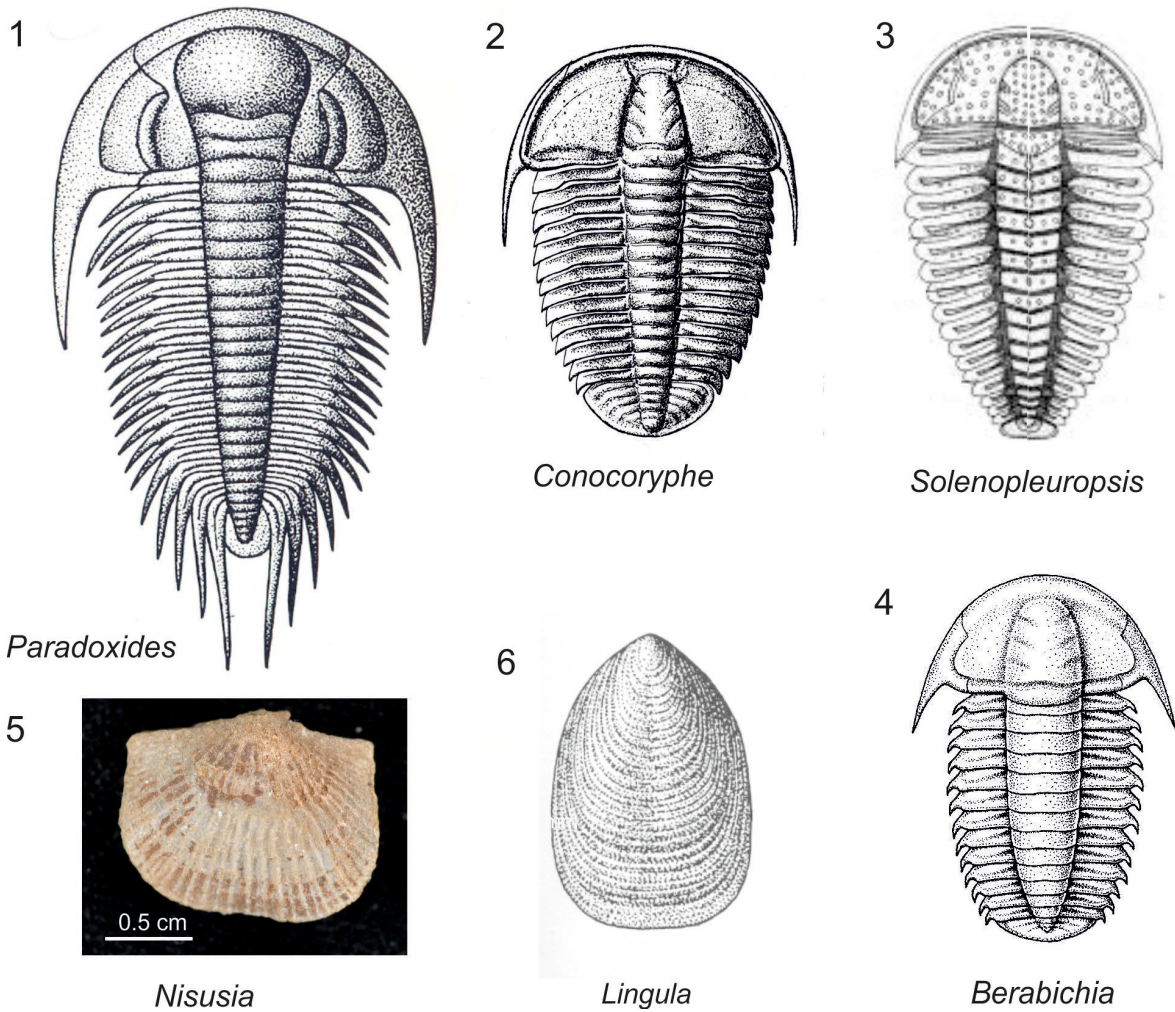 1
2
3
Conocoryphe
Solenopleuropsis
Paradoxides
4
6
5
0.5 cm
Nisusia
Lingula
Berabichia